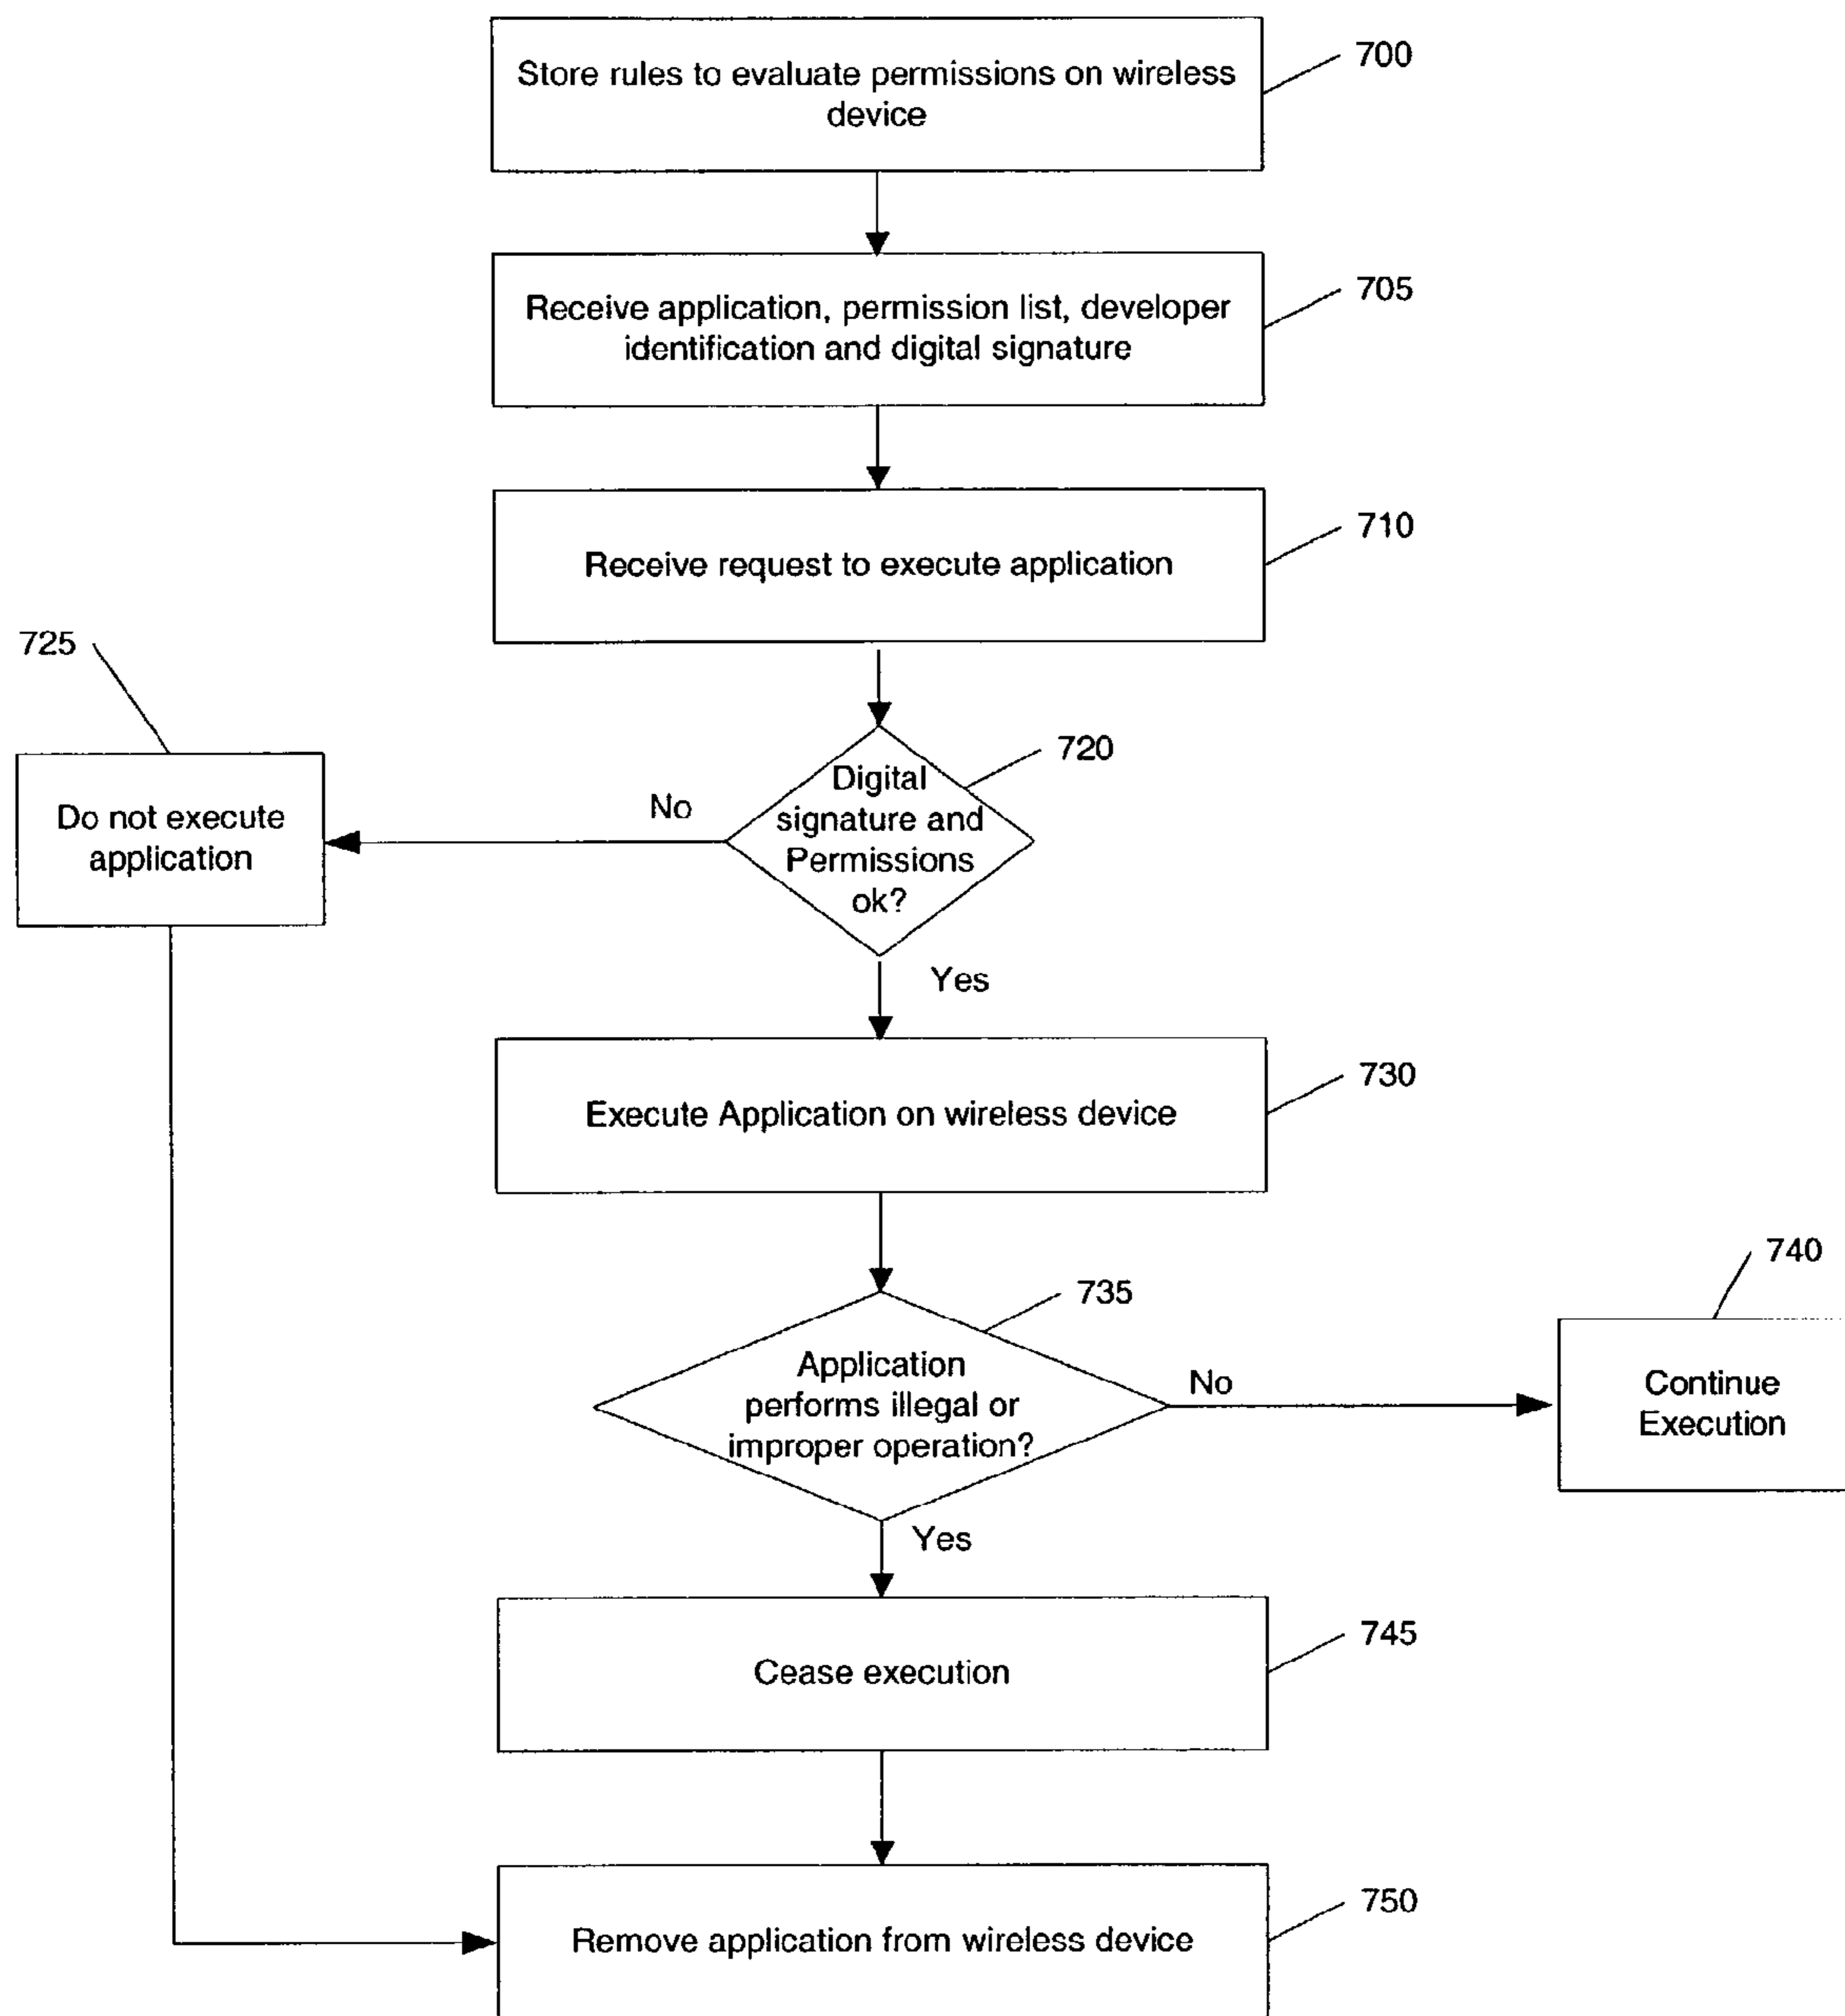 Store rules to evaluate permissions on wireless
device
700
Receive application, permission list, developer
identification and digital signature
705
Receive request to execute application
710
725
Do not execute
application
No
Digital
signature and
Permissions
ok?
720
Yes
Execute Application on wireless device
730
Application
performs illegal or
improper operation?
735
No
740
Continue
Execution
Yes
Cease execution
745
Remove application from wireless device
750